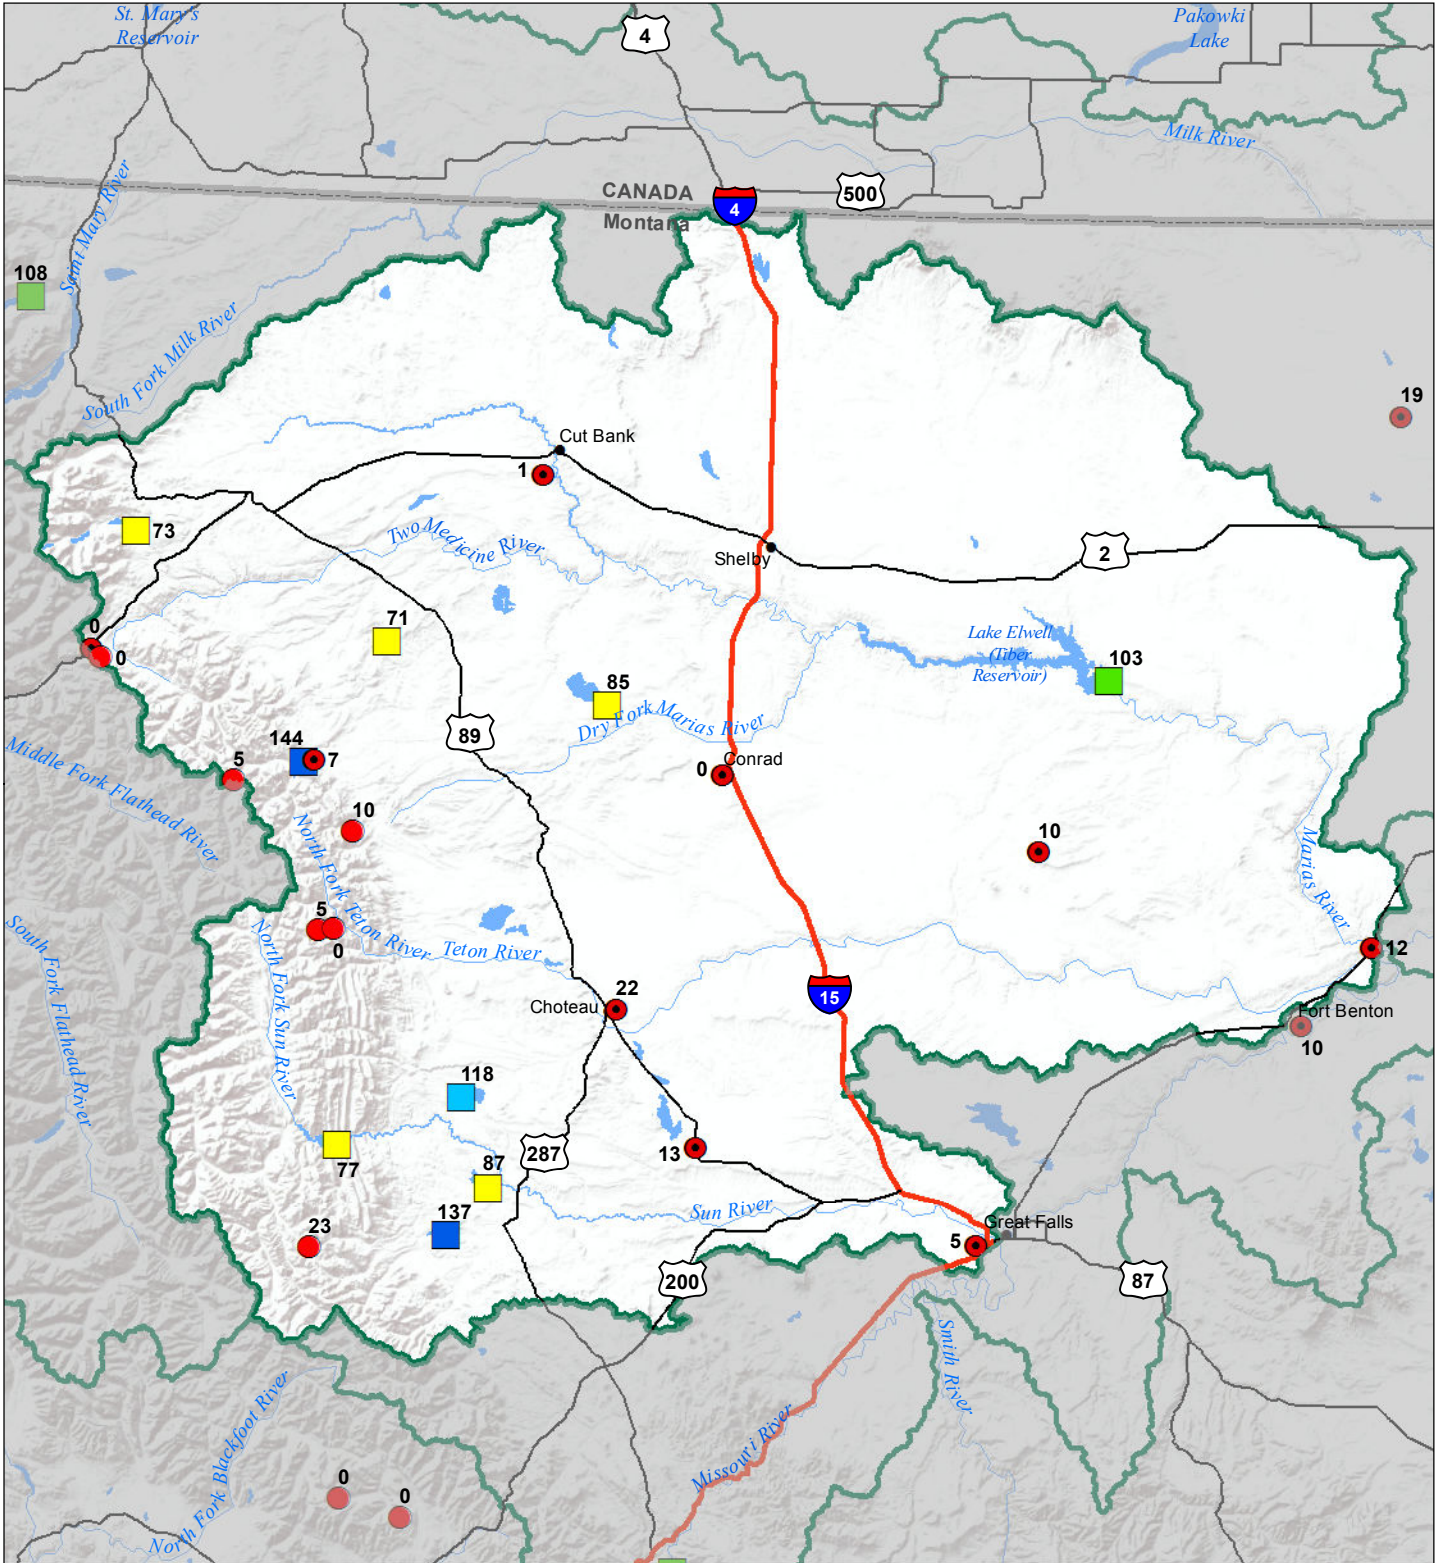 St. Mary's
Reservoir
4
Pakowki
Lake
Milk River
CANADA
Montana
4
500
Saint Mary River
108
South Fork Milk River
19
Cut Bank
1
73
Two Medicine River
Shelby
2
0
0
71
Lake Elwell
(Tiber
Reservoir)
103
85
Dry Fork Marias River
89
144
7
5
Middle Fork Flathead River
Conrad
0
10
10
North Fork Teton River
Marias River
5
0
South Fork Flathead River
North Fork Sun River
Teton River
12
22
Choteau
15
Fort Benton
10
118
77
87
287
13
137
Sun River
23
Great Falls
5
200
87
Smith River
North Fork Blackfoot River
Missouri River
0
0